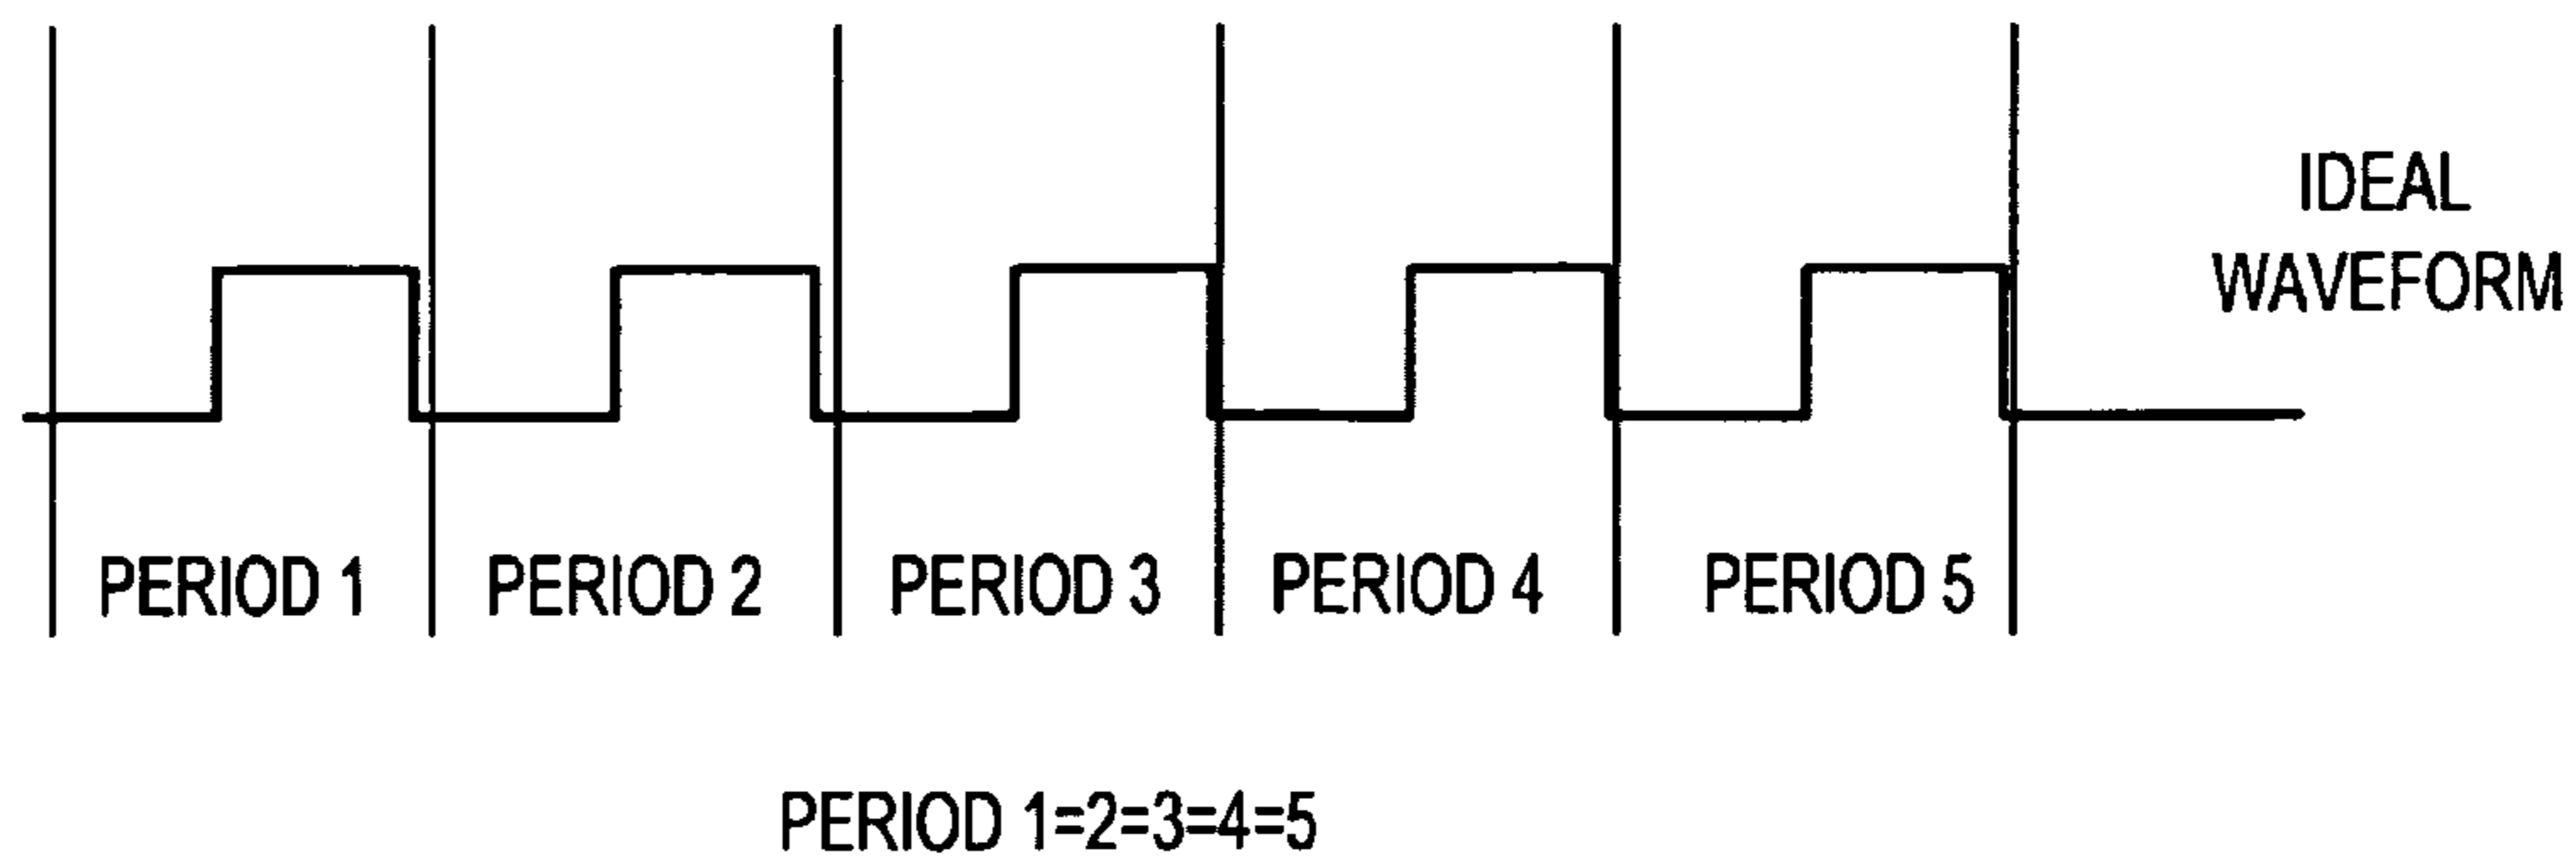 IDEAL
WAVEFORM
PERIOD 1
PERIOD 2
PERIOD 3
PERIOD 4
PERIOD 5
PERIOD 1=2=3=4=5